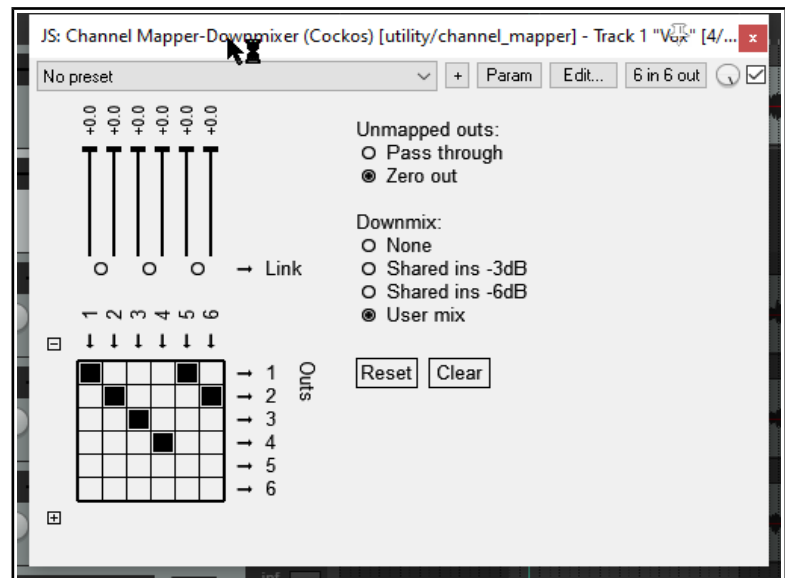 JS: Channel Mapper-Downmixer (Cockos) [utility/channel_mapper] - Track 1 "Vox" [4/... x
No preset + Param Edit... 6 in 6 out
+0.0 +0.0 +0.0 +0.0 +0.0 +0.0
Unmapped outs:
Pass through
Zero out
Downmix:
None
→ Link Shared ins -3dB
Shared ins -6dB
1 2 3 4 5 6 User mix
↓ ↓ ↓ ↓ ↓ ↓
→ 1 Outs Reset Clear
→ 2
→ 3
→ 4
→ 5
→ 6